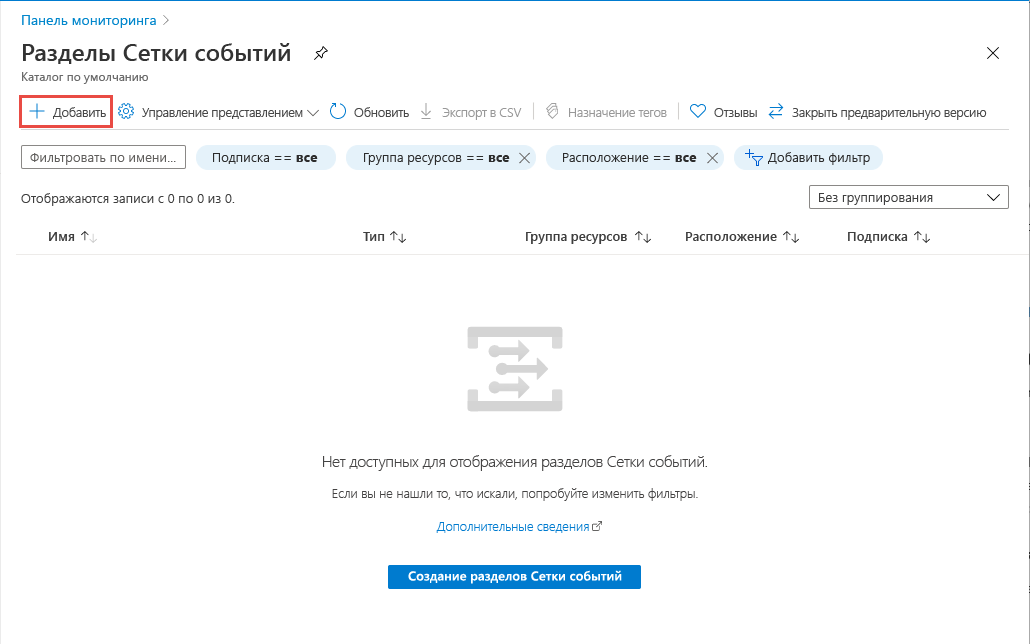 Панель мониторинга
Разделы Сетки событий
Каталог по умолчанию
Добавить Управление представлением Обновить Экспорт в CSV Назначение тегов Отзывы Закрыть предварительную версию
Фильтровать по имени... Подписка == все Группа ресурсов == все Расположение == все Добавить фильтр
Отображаются записи с 0 по 0 из 0. Без группирования
Имя Тип Группа ресурсов Расположение Подписка
Нет доступных для отображения разделов Сетки событий.
Если вы не нашли то, что искали, попробуйте изменить фильтры.
Дополнительные сведения
Создание разделов Сетки событий